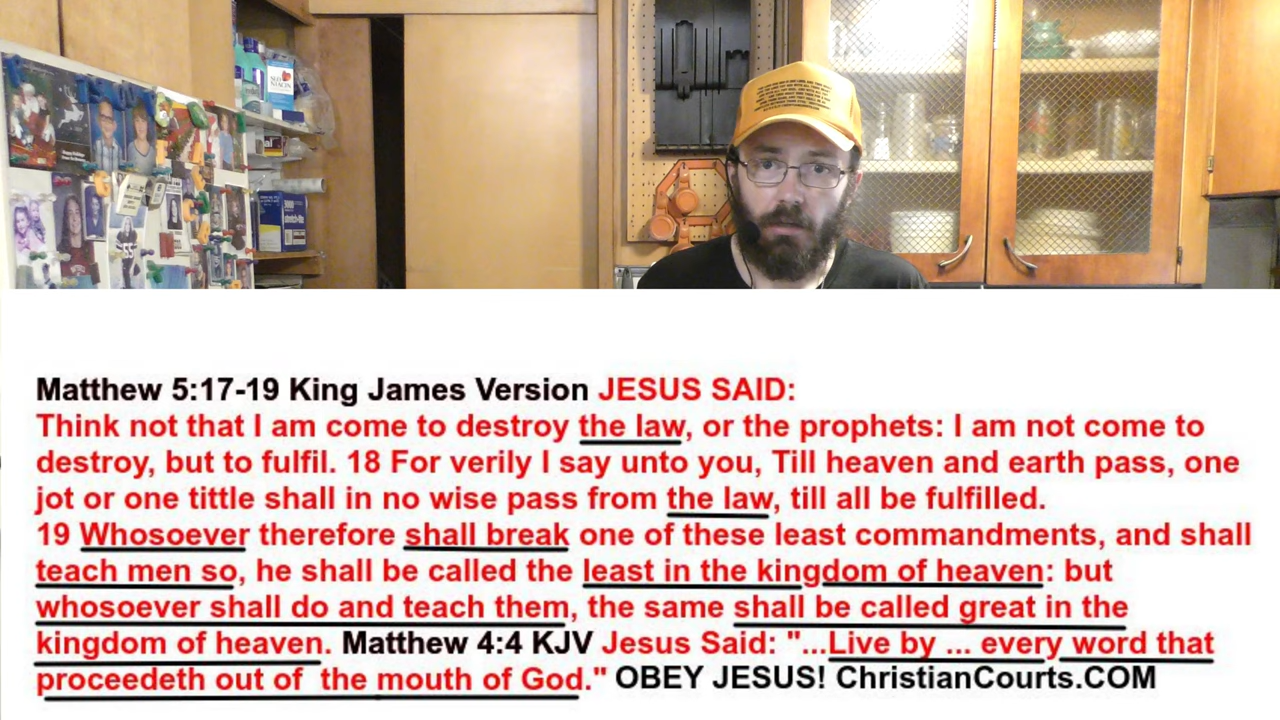 Matthew 5:17-19 King James Version JESUS SAID:
Think not that I am come to destroy the law, or the prophets: I am not come to
destroy, but to fulfil. 18 For verily I say unto you, Till heaven and earth pass, one
jot or one tittle shall in no wise pass from the law, till all be fulfilled.
19 Whosoever therefore shall break one of these least commandments, and shall
teach men so, he shall be called the least in the kingdom of heaven: but
whosoever shall do and teach them, the same shall be called great in the
kingdom of heaven. Matthew 4:4 KJV Jesus Said: "...Live by ... every word that
proceedeth out of the mouth of God." OBEY JESUS! ChristianCourts.COM